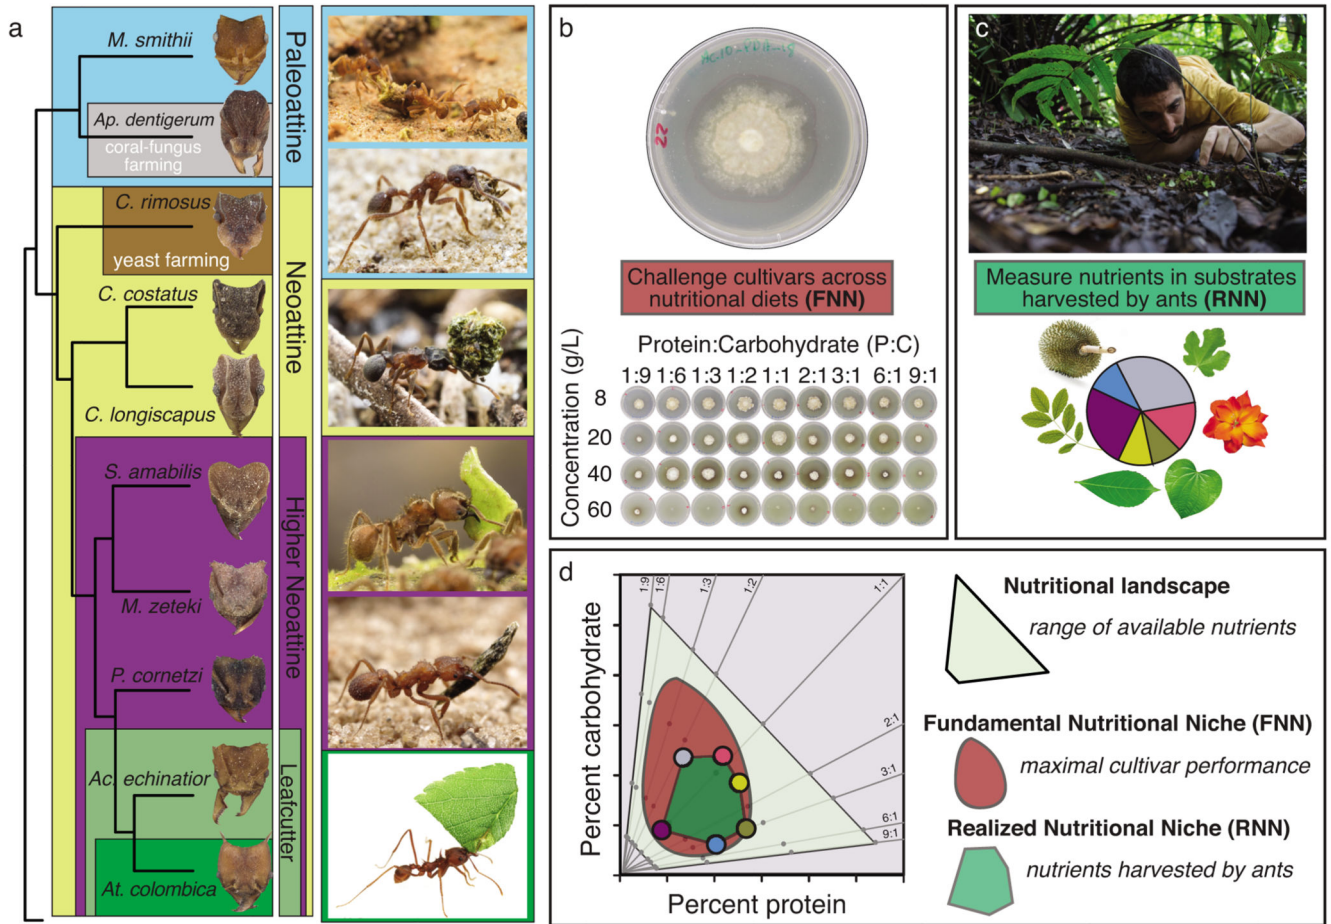 a
M. smithii
Ap. dentigerum
coral-fungus
farming
C. rimosus
yeast farming
C. costatus
C. longiscapus
S. amabilis
M. zeteki
P. cornetzi
Ac. echinatior
At. colombica
Paleoattine
Neoattine
Higher Neoattine
Leafcutter
b
22
Challenge cultivars across
nutritional diets (FNN)
Protein:Carbohydrate (P:C)
1:9 1:6 1:3 1:2 1:1 2:1 3:1 6:1 9:1
Concentration (g/L)
8
20
40
60
c
Measure nutrients in substrates
harvested by ants (RNN)
d
1:9
1:6
1:3
1:2
1:1
2:1
3:1
6:1
9:1
Percent carbohydrate
Percent protein
Nutritional landscape
range of available nutrients
Fundamental Nutritional Niche (FNN)
maximal cultivar performance
Realized Nutritional Niche (RNN)
nutrients harvested by ants